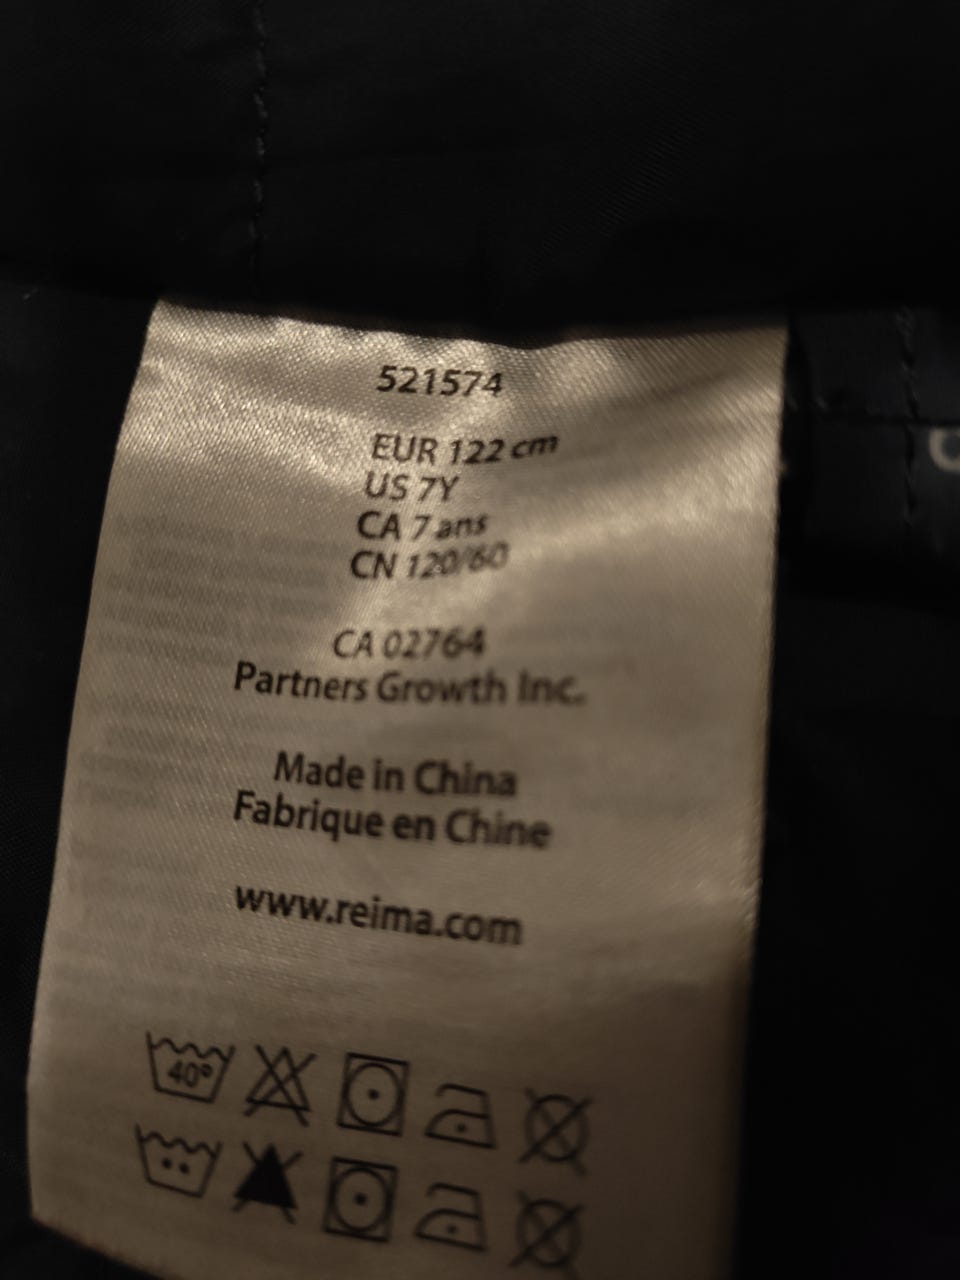 521574
EUR 122 cm
US 7Y
CA 7 ans
CN 120/60
CA 02764
Partners Growth Inc.
Made in China
Fabrique en Chine
www.reima.com
40°